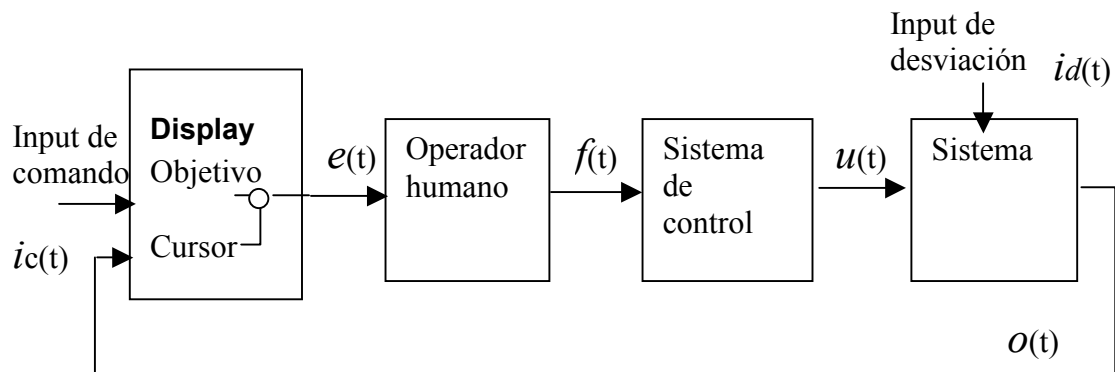 Input de
desviación
id(t)
Input de
comando
ic(t)
Display
Objetivo
Cursor
e(t)
Operador
humano
f(t)
Sistema
de
control
u(t)
Sistema
o(t)